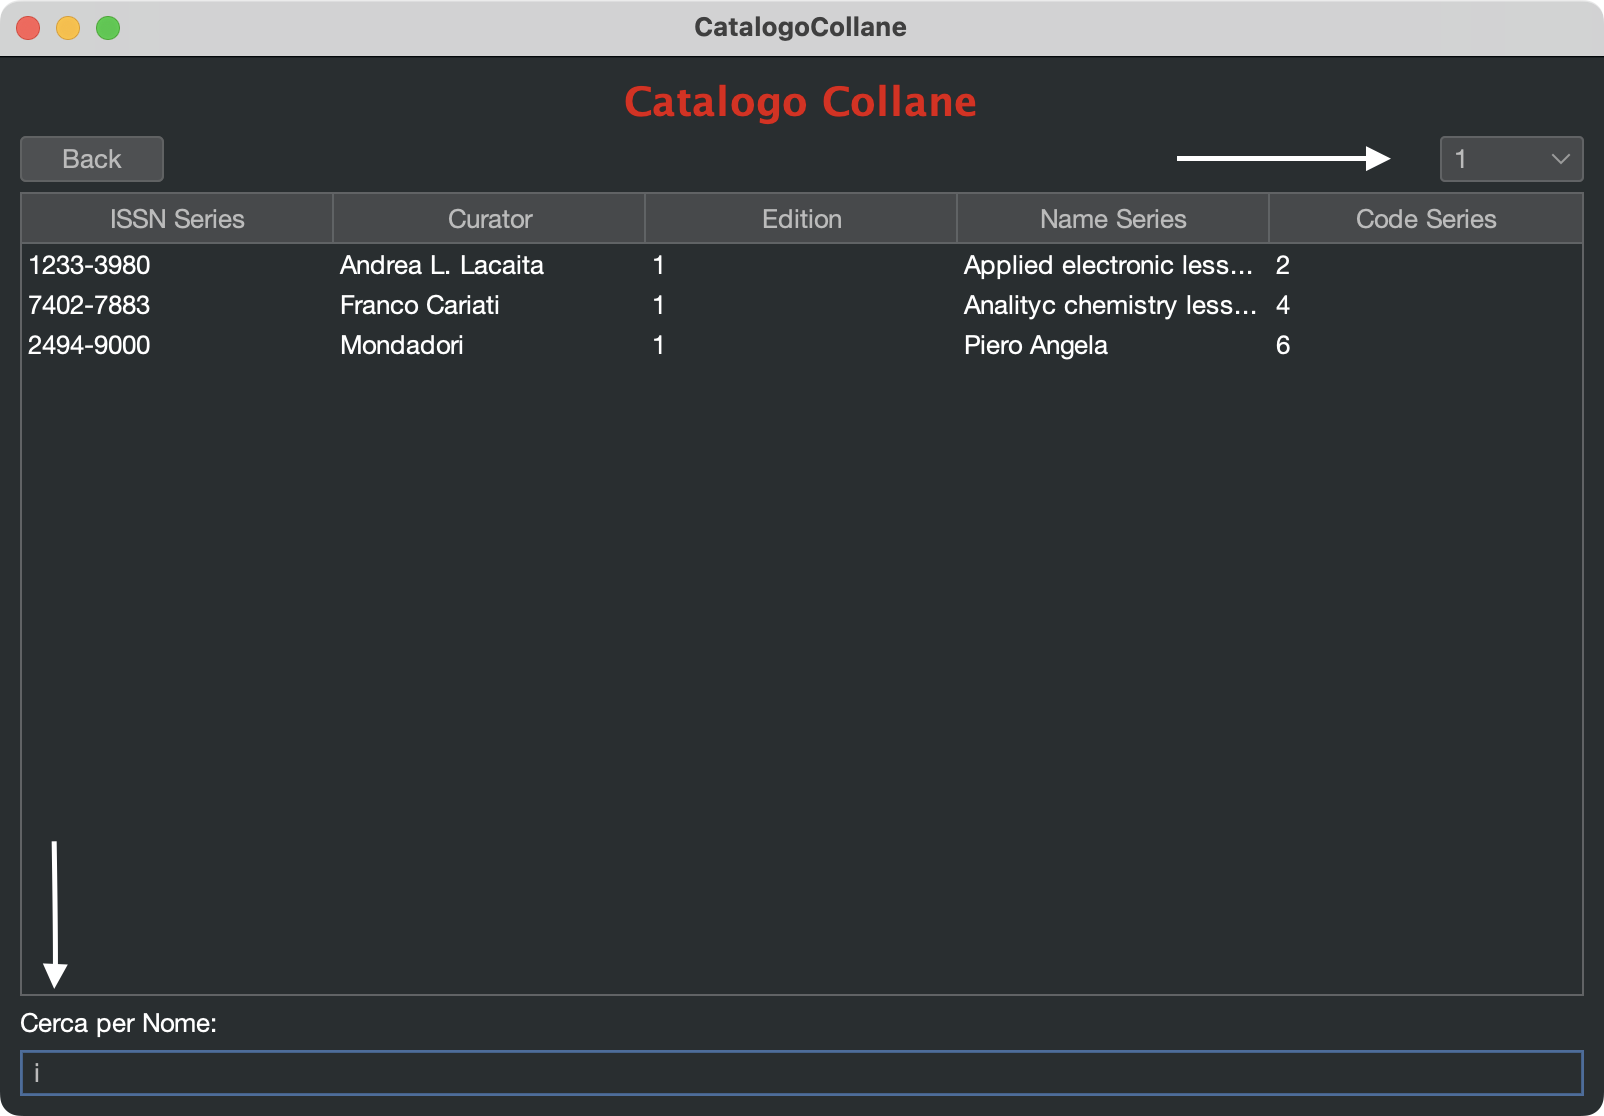 CatalogoCollane
Catalogo Collane
Back
1
ISSN Series Curator Edition Name Series Code Series
1233-3980 Andrea L. Lacaita 1 Applied electronic less... 2
7402-7883 Franco Cariati 1 Analityc chemistry less... 4
2494-9000 Mondadori 1 Piero Angela 6
Cerca per Nome:
i